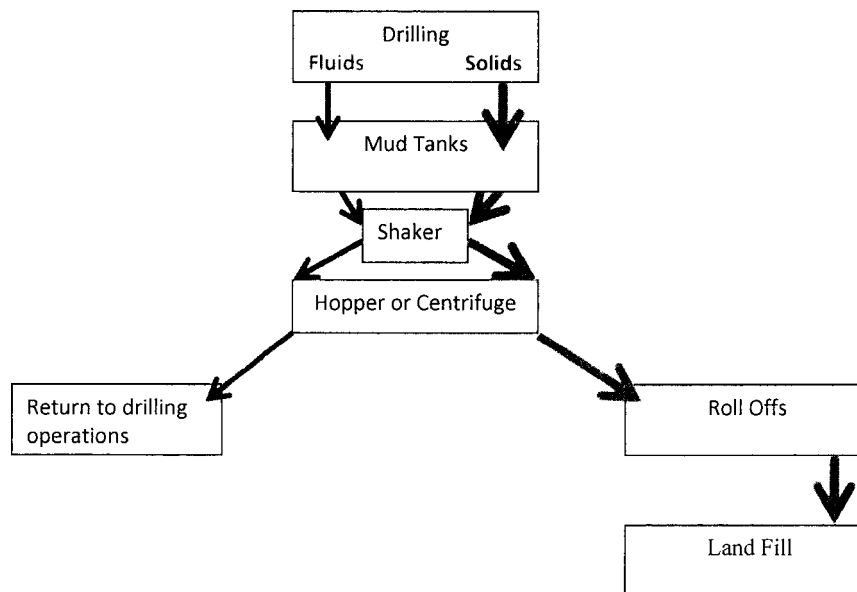 Drilling
Fluids Solids
Mud Tanks
Shaker
Hopper or Centrifuge
Return to drilling
operations
Roll Offs
Land Fill